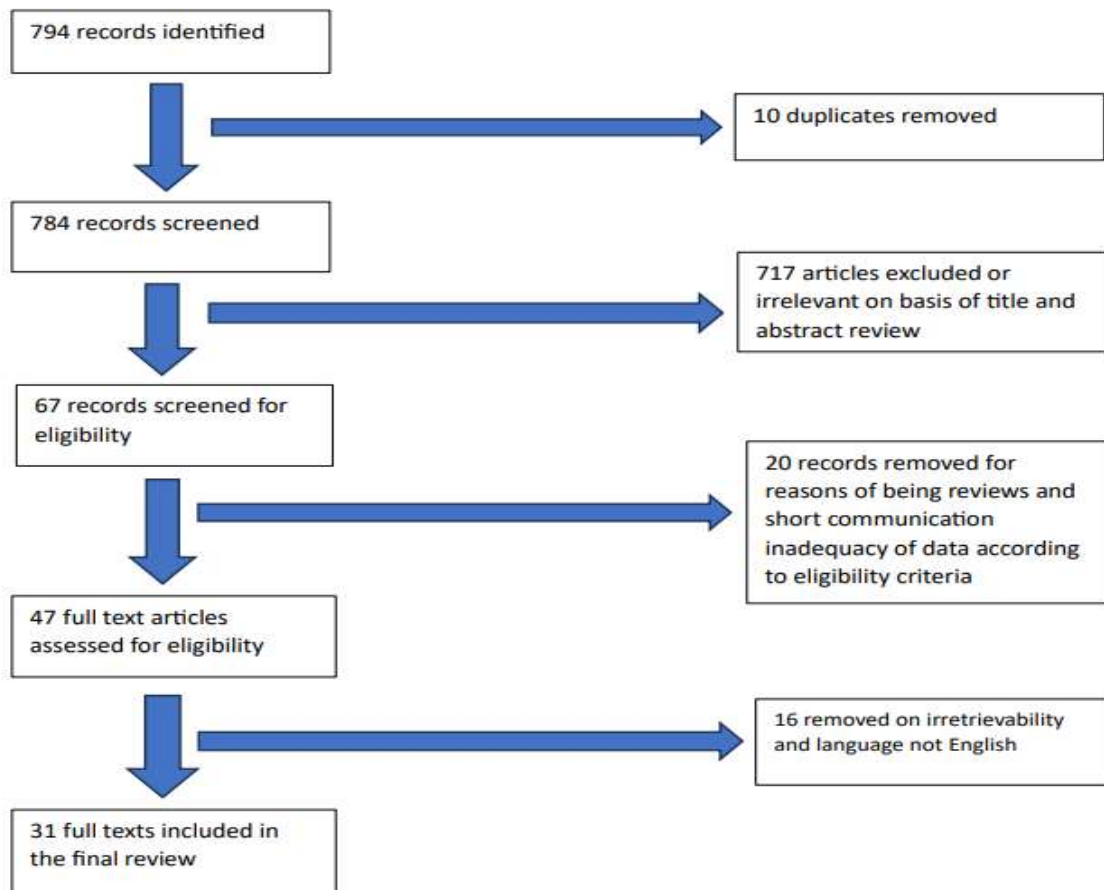 794 records identified
10 duplicates removed
784 records screened
717 articles excluded or
irrelevant on basis of title and
abstract review
67 records screened for
eligibility
20 records removed for
reasons of being reviews and
short communication
inadequacy of data according
to eligibility criteria
47 full text articles
assessed for eligibility
16 removed on irretrievability
and language not English
31 full texts included in
the final review